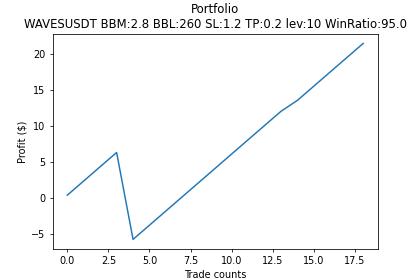 Portfolio
WAVESUSDT BBM:2.8 BBL:260 SL:1.2 TP:0.2 lev:10 WinRatio:95.0
20
15
10
5
0
−5
Profit ($)
0.0 2.5 5.0 7.5 10.0 12.5 15.0 17.5
Trade counts